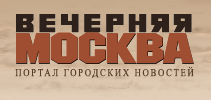 ВЕЧЕРНЯЯ
МОСКВА
ПОРТАЛ ГОРОДСКИХ НОВОСТЕЙ